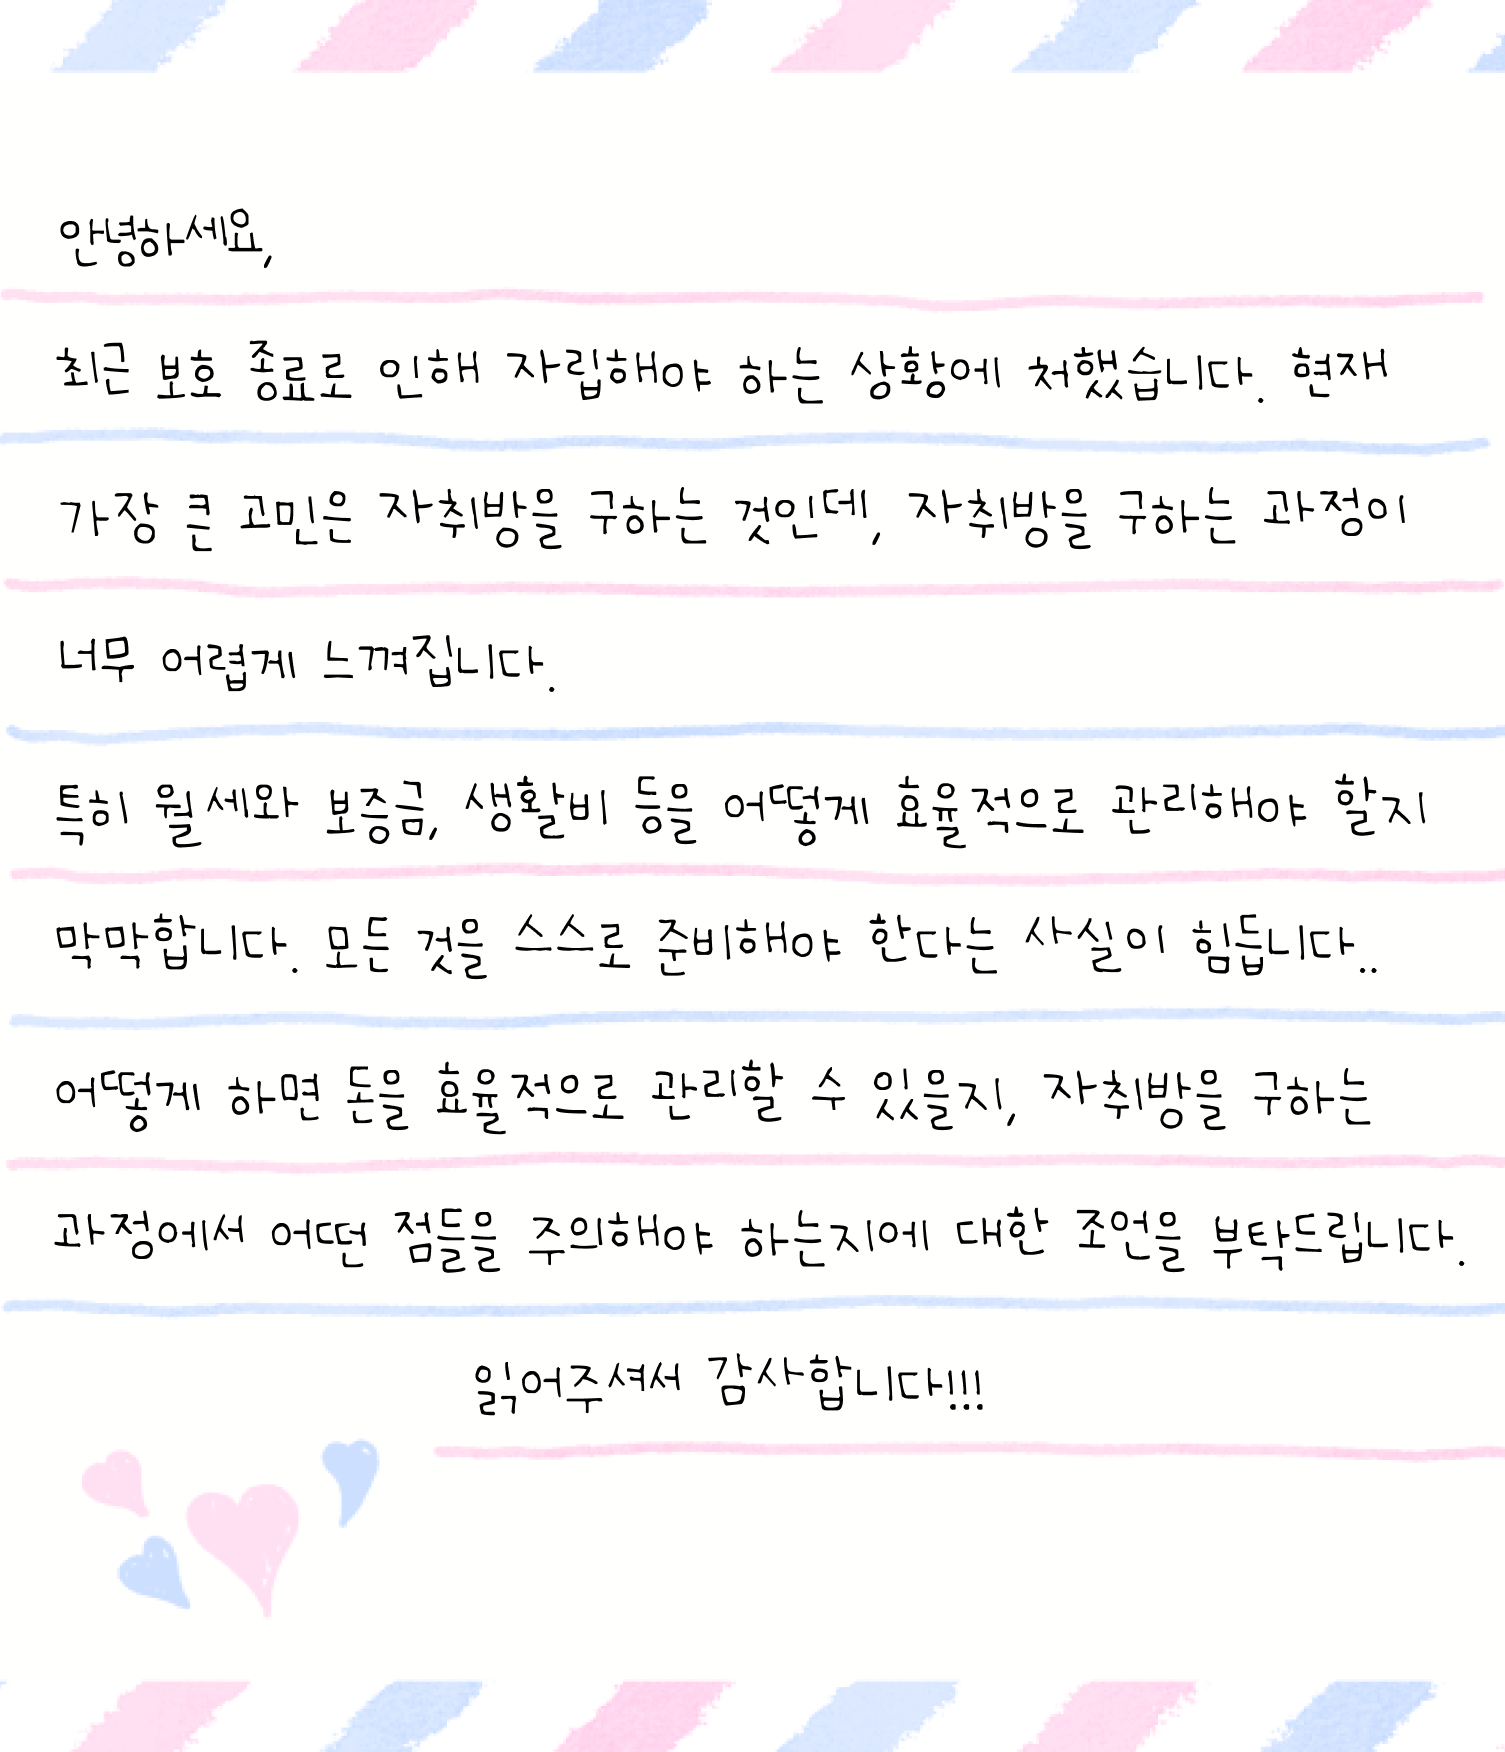 안녕하세요,
최근 보호 종료로 인해 자립해야 하는 상황에 처했습니다. 현재
가장 큰 고민은 자취방을 구하는 것인데, 자취방을 구하는 과정이
너무 어렵게 느껴집니다.
특히 월세와 보증금, 생활비 등을 어떻게 효율적으로 관리해야 할지
막막합니다. 모든 것을 스스로 준비해야 한다는 사실이 힘듭니다..
어떻게 하면 돈을 효율적으로 관리할 수 있을지, 자취방을 구하는
과정에서 어떤 점들을 주의해야 하는지에 대한 조언을 부탁드립니다.
읽어주셔서 감사합니다!!!